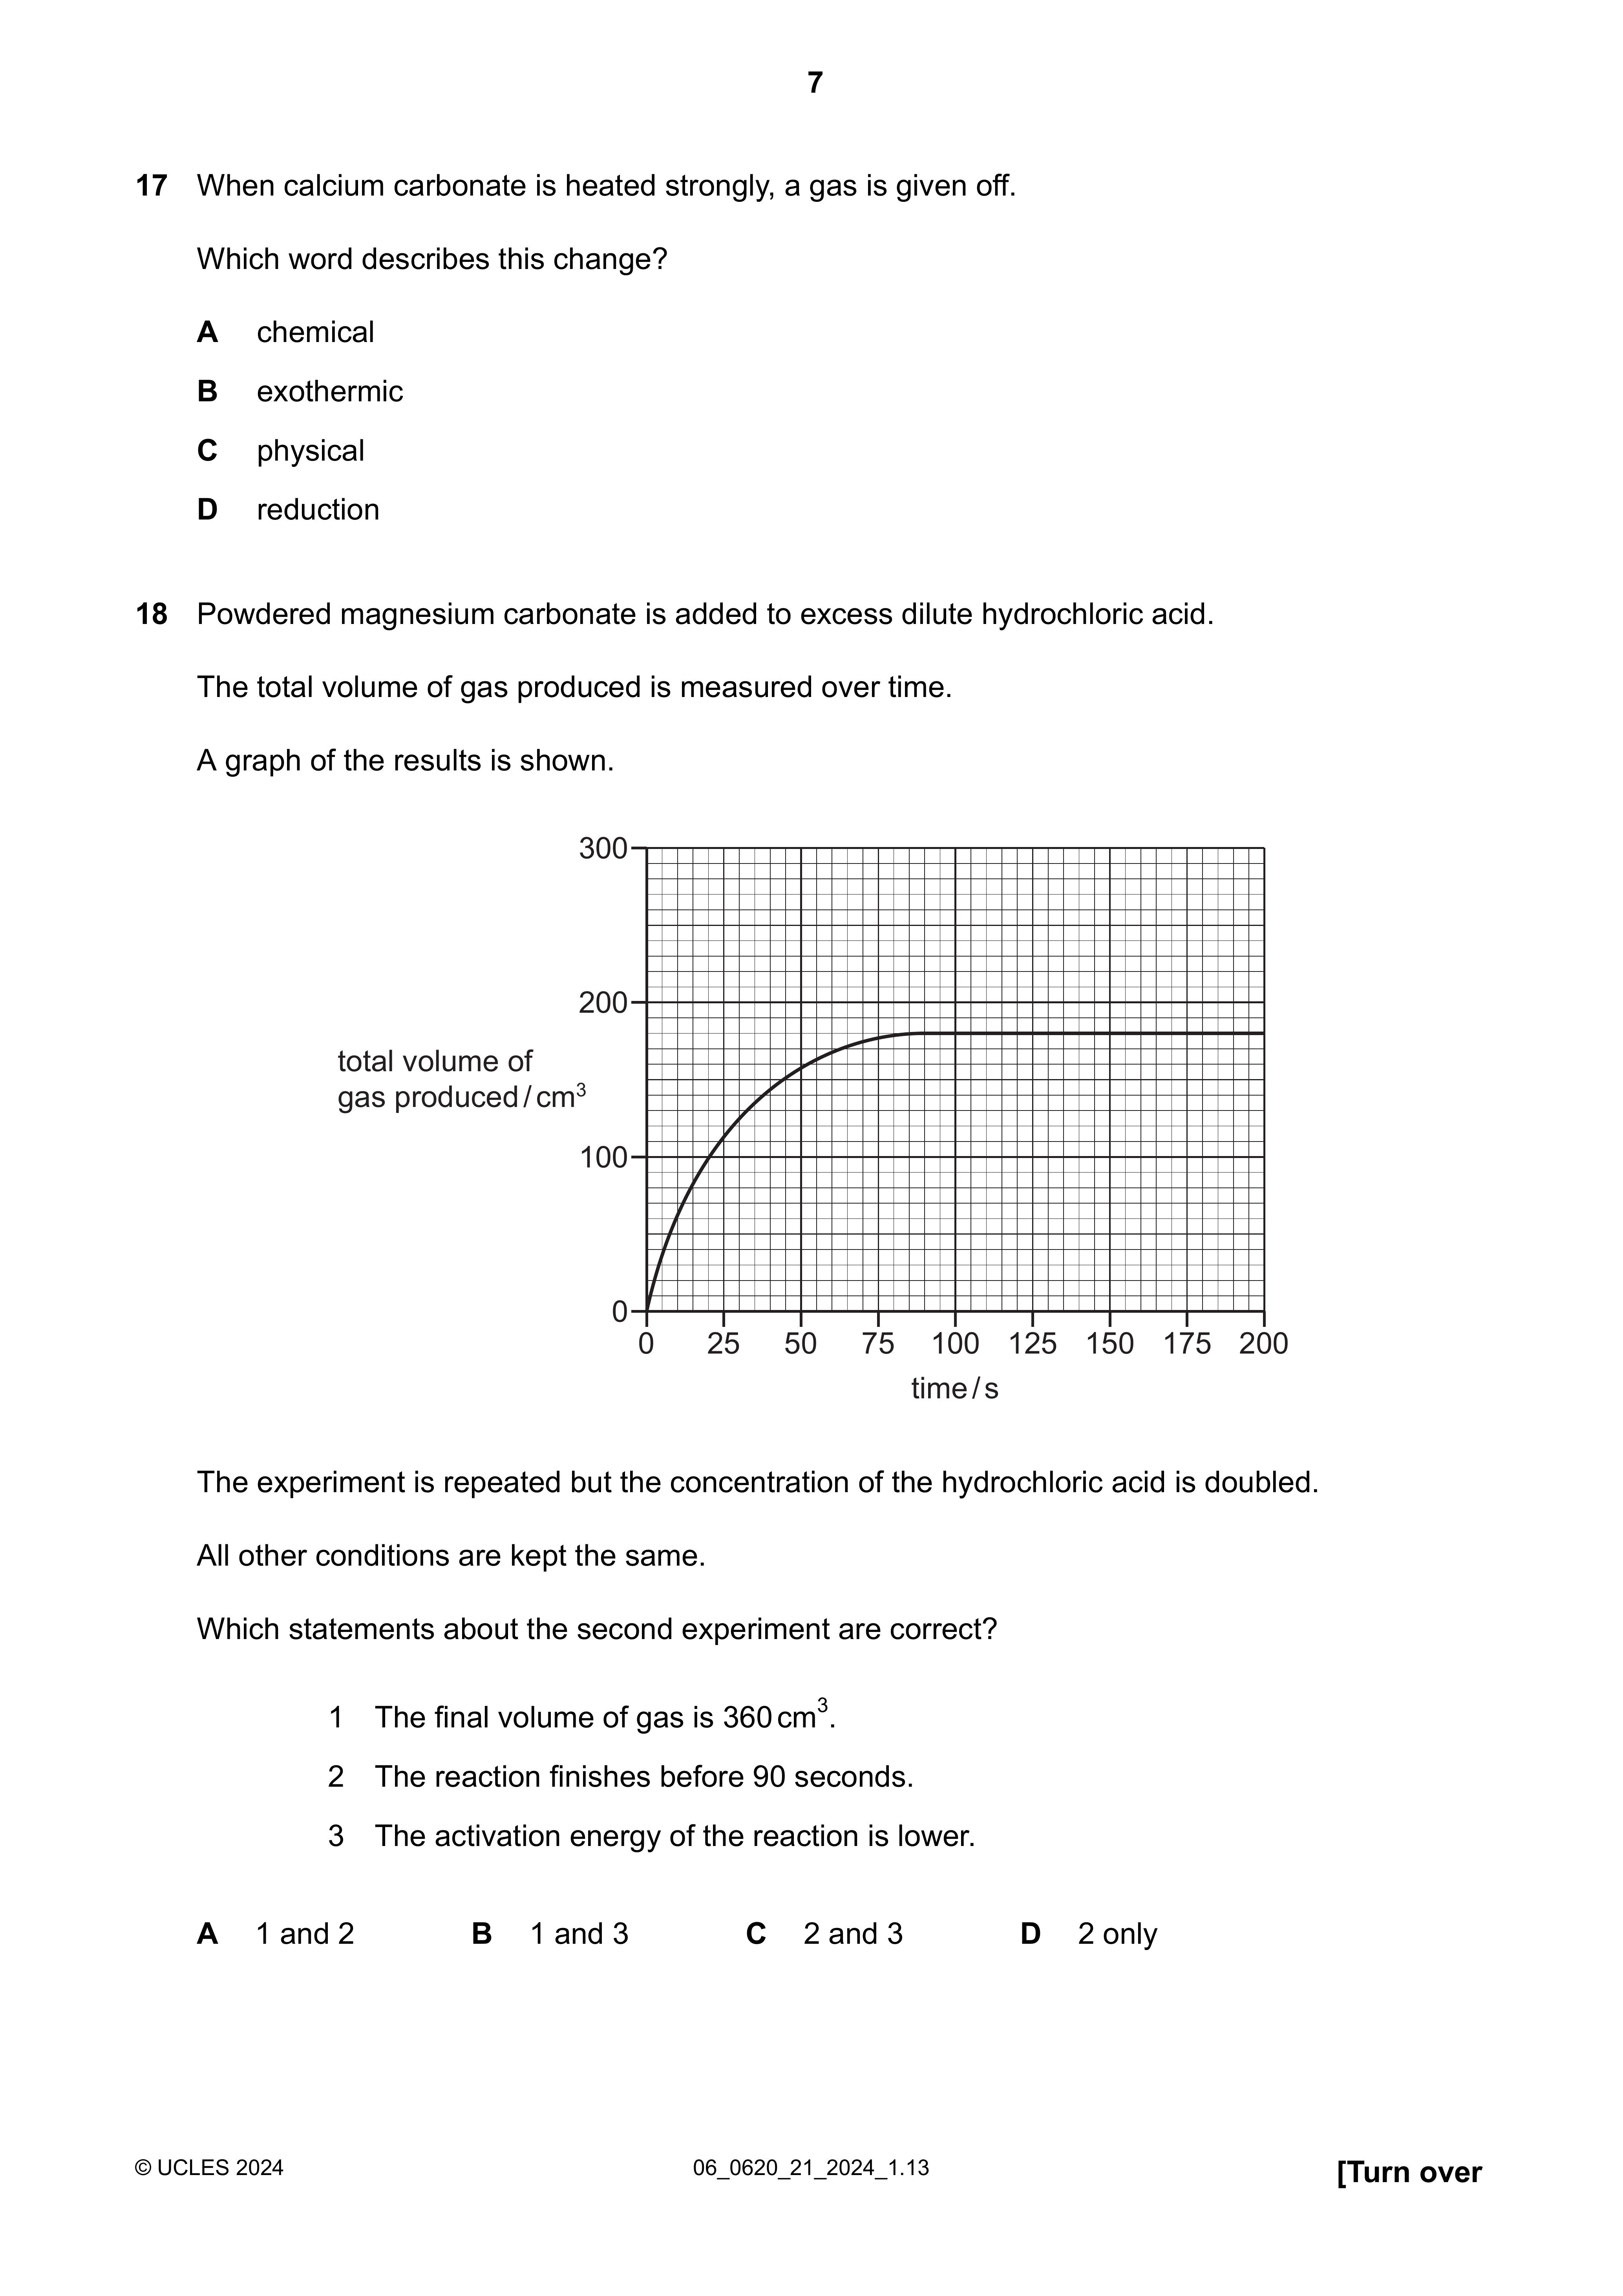 7
17 When calcium carbonate is heated strongly, a gas is given off.
Which word describes this change?
A chemical
B exothermic
C physical
D reduction
18 Powdered magnesium carbonate is added to excess dilute hydrochloric acid.
The total volume of gas produced is measured over time.
A graph of the results is shown.
300
200
total volume of
gas produced / cm³
100
0
0 25 50 75 100 125 150 175 200
time / s
The experiment is repeated but the concentration of the hydrochloric acid is doubled.
All other conditions are kept the same.
Which statements about the second experiment are correct?
1 The final volume of gas is 360 cm³.
2 The reaction finishes before 90 seconds.
3 The activation energy of the reaction is lower.
A 1 and 2 B 1 and 3 C 2 and 3 D 2 only
© UCLES 2024 06_0620_21_2024_1.13 [Turn over